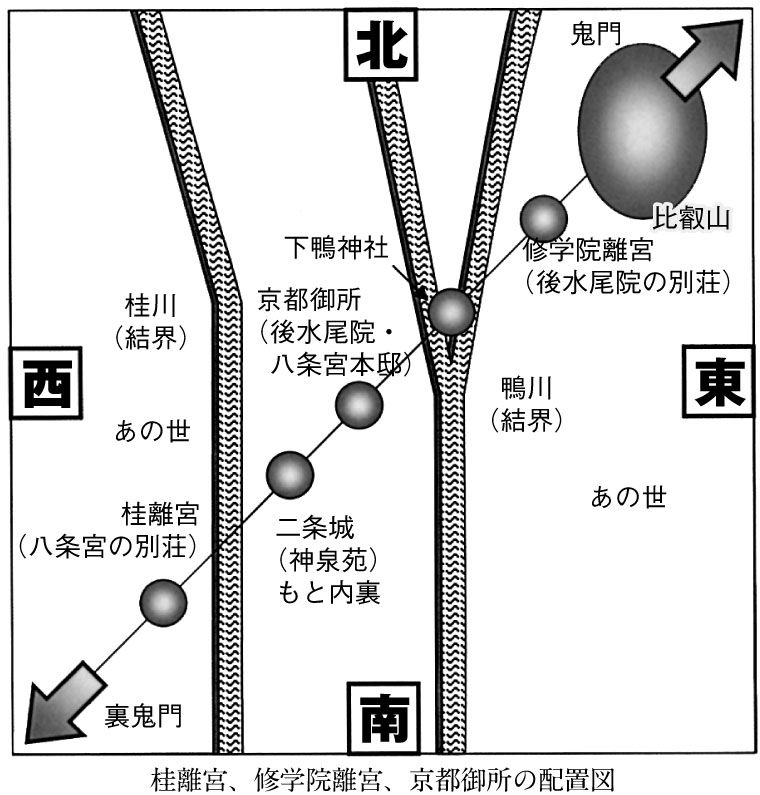 北
鬼門
比叡山
修学院離宮
(後水尾院の別荘)
下鴨神社
京都御所
(後水尾院・
八条宮本邸)
桂川
(結界)
西
東
鴨川
(結界)
あの世
あの世
桂離宮
(八条宮の別荘)
二条城
(神泉苑)
もと内裏
裏鬼門
南
桂離宮、修学院離宮、京都御所の配置図